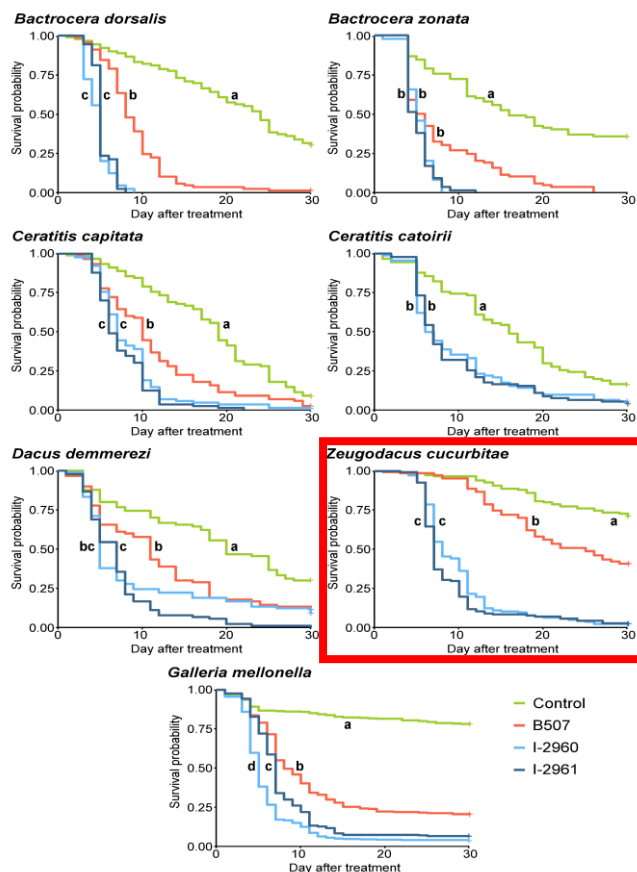 Bactrocera dorsalis
Survival probability
1.00
0.75
0.50
0.25
0.00
c c b a
0 10 20 30
Day after treatment
Bactrocera zonata
Survival probability
1.00
0.75
0.50
0.25
0.00
b b a
0 10 20 30
Day after treatment
Ceratitis capitata
Survival probability
1.00
0.75
0.50
0.25
0.00
c c b a
0 10 20 30
Day after treatment
Ceratitis catoirii
Survival probability
1.00
0.75
0.50
0.25
0.00
b b a
0 10 20 30
Day after treatment
Dacus demmerezi
Survival probability
1.00
0.75
0.50
0.25
0.00
bc c b a
0 10 20 30
Day after treatment
Zeugodacus cucurbitae
Survival probability
1.00
0.75
0.50
0.25
0.00
c c b a
0 10 20 30
Day after treatment
Galleria mellonella
Survival probability
1.00
0.75
0.50
0.25
0.00
d c b a
0 10 20 30
Day after treatment
Control
B507
I-2960
I-2961